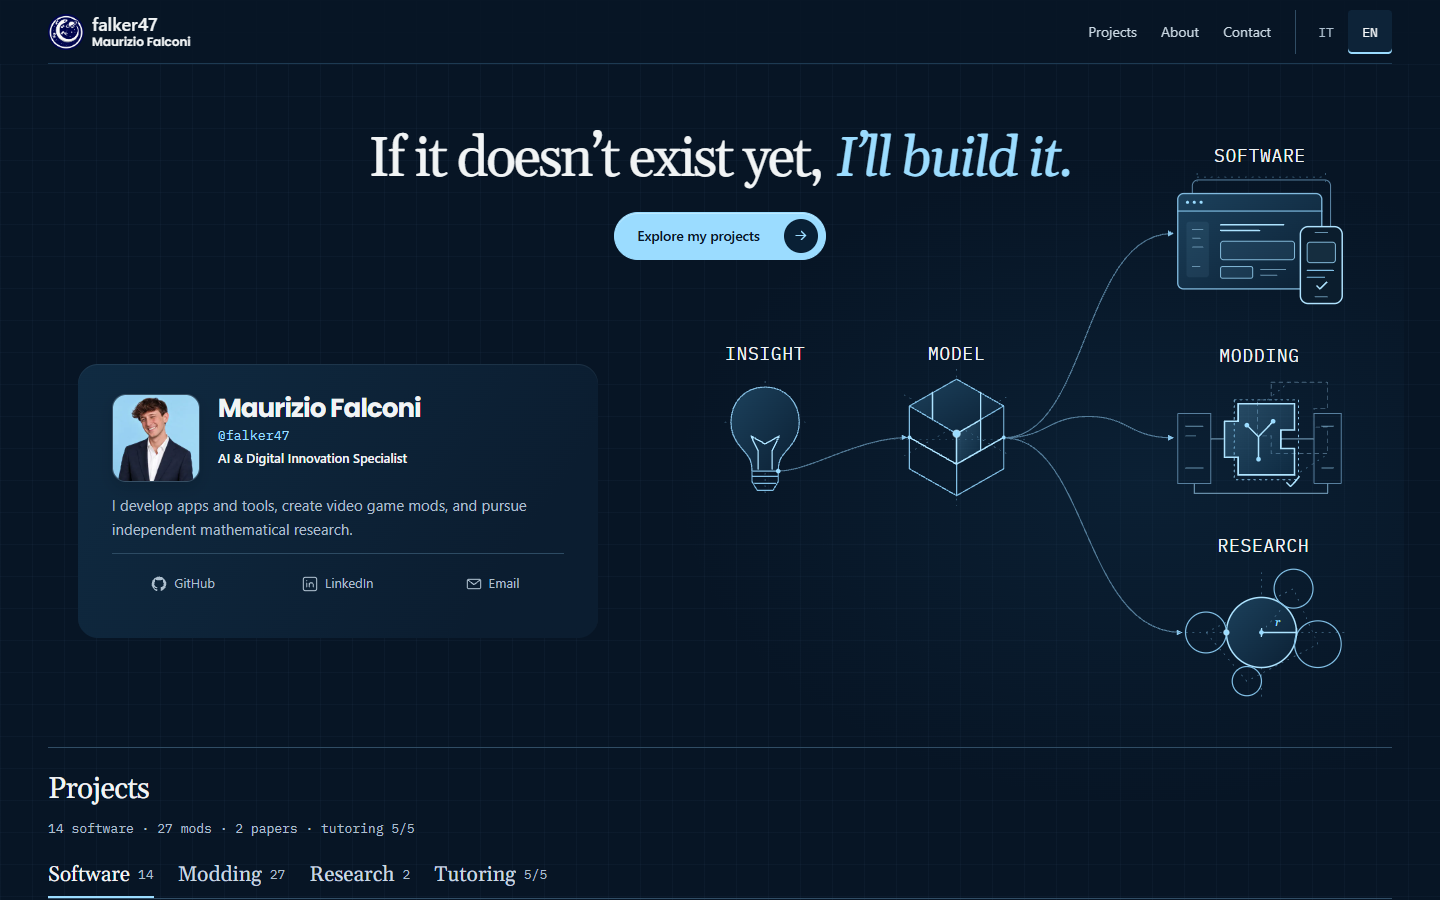 falker47
Maurizio Falconi
Projects
About
Contact
IT
EN
If it doesn’t exist yet, I’ll build it.
Explore my projects
SOFTWARE
INSIGHT
MODEL
MODDING
Maurizio Falconi
@falker47
AI & Digital Innovation Specialist
I develop apps and tools, create video game mods, and pursue
independent mathematical research.
GitHub
LinkedIn
Email
RESEARCH
r
Projects
14 software · 27 mods · 2 papers · tutoring 5/5
Software 14
Modding 27
Research 2
Tutoring 5/5